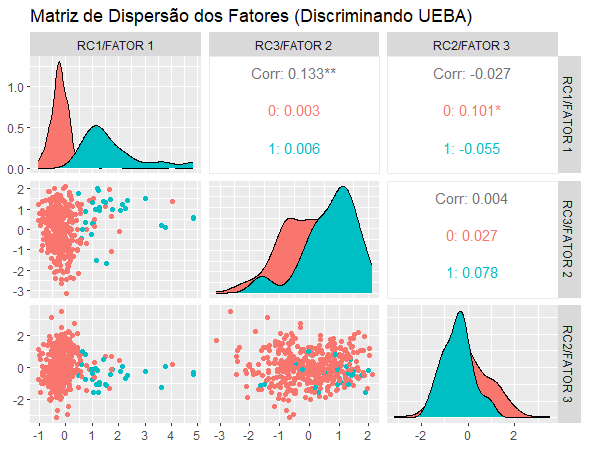 Matriz de Dispersão dos Fatores (Discriminando UEBA)
RC1/FATOR 1
RC3/FATOR 2
RC2/FATOR 3
1.0
0.5
0.0
Corr: 0.133**
0: 0.003
1: 0.006
Corr: -0.027
0: 0.101*
1: -0.055
RC1/FATOR 1
2
1
0
-1
-2
-3
Corr: 0.004
0: 0.027
1: 0.078
RC3/FATOR 2
2
0
-2
RC2/FATOR 3
-1 0 1 2 3 4 5
-3 -2 -1 0 1 2
-2 0 2